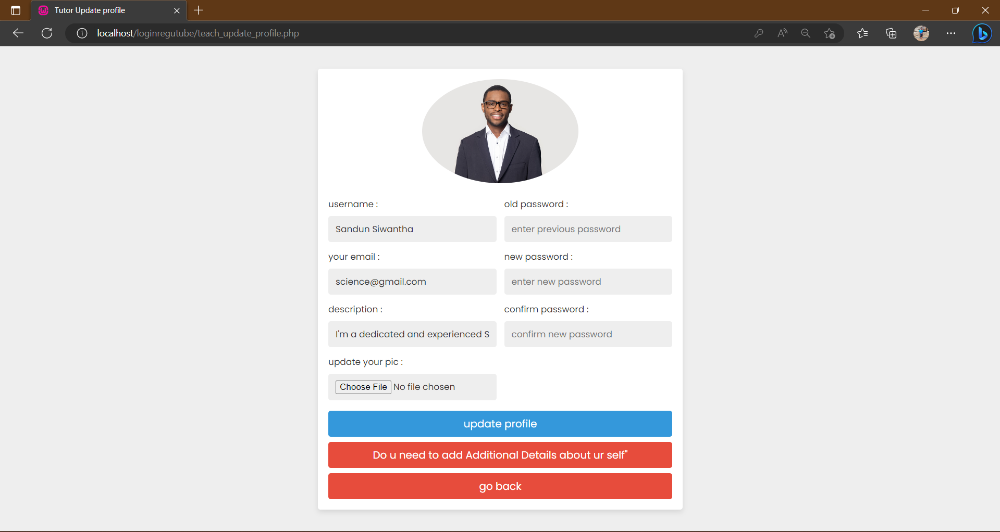 Tutor Update profile
localhost/loginregutube/teach_update_profile.php
username :
old password :
Sandun Siwantha
enter previous password
your email :
new password :
science@gmail.com
enter new password
description :
confirm password :
I'm a dedicated and experienced S
confirm new password
update your pic :
Choose File No file chosen
update profile
Do u need to add Additional Details about ur self"
go back